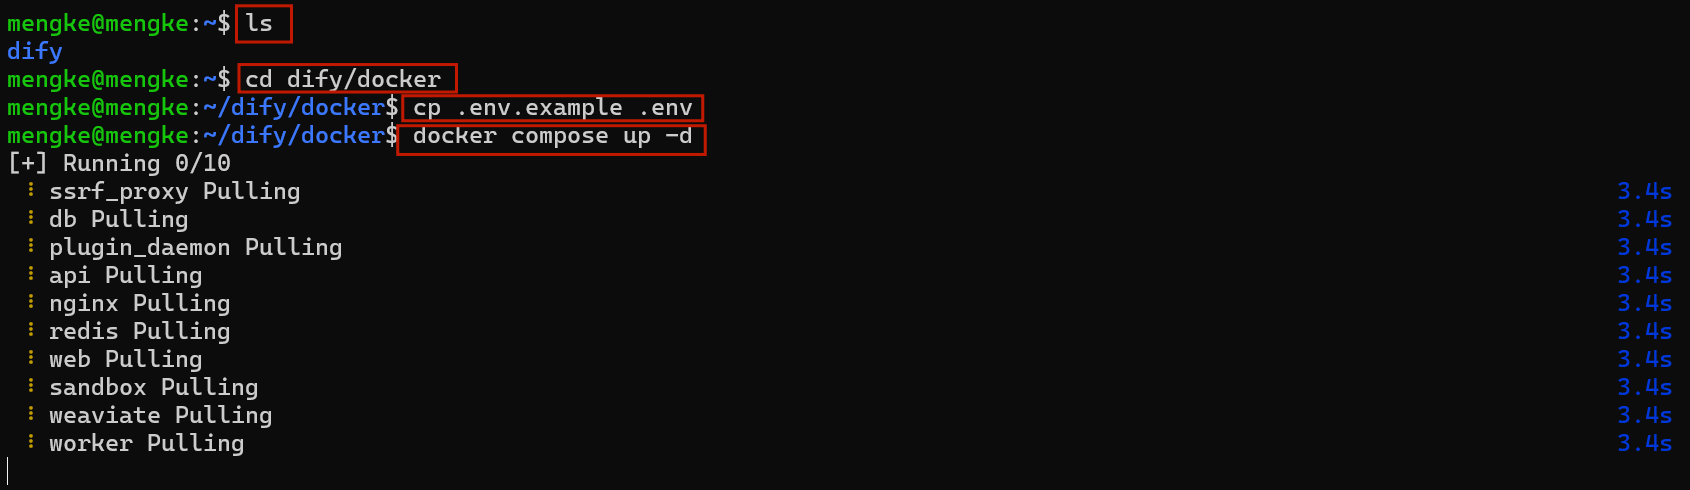 mengke@mengke:~$ ls
dify
mengke@mengke:~$ cd dify/docker
mengke@mengke:~/dify/docker$ cp .env.example .env
mengke@mengke:~/dify/docker$ docker compose up -d
[+] Running 0/10
⠇ ssrf_proxy Pulling 3.4s
⠇ db Pulling 3.4s
⠇ plugin_daemon Pulling 3.4s
⠇ api Pulling 3.4s
⠇ nginx Pulling 3.4s
⠇ redis Pulling 3.4s
⠇ web Pulling 3.4s
⠇ sandbox Pulling 3.4s
⠇ weaviate Pulling 3.4s
⠇ worker Pulling 3.4s